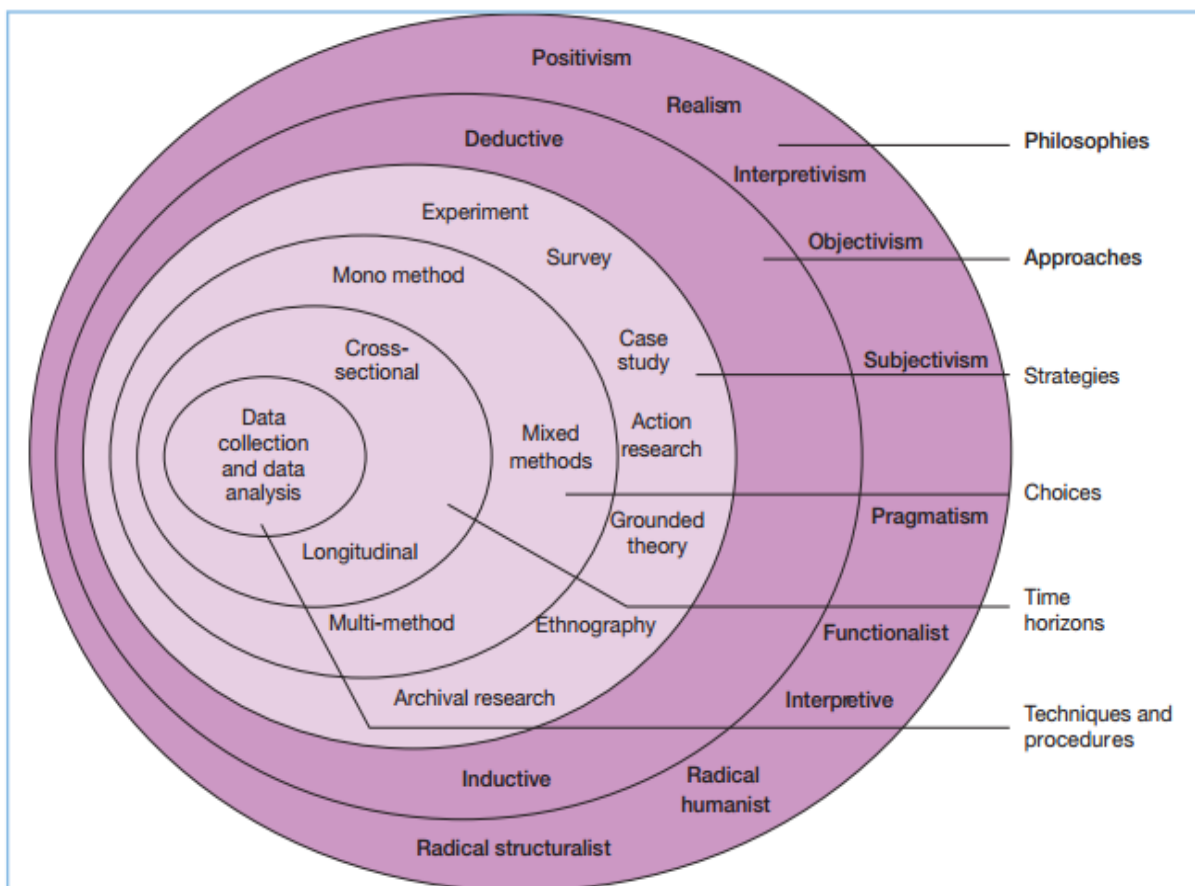 Positivism
Realism
Philosophies
Deductive
Interpretivism
Experiment
Objectivism
Survey
Approaches
Mono method
Case
study
Cross-
sectional
Subjectivism
Strategies
Data
collection
and data
analysis
Mixed
methods
Action
research
Choices
Pragmatism
Grounded
theory
Longitudinal
Time
horizons
Multi-method
Ethnography
Functionalist
Archival research
Interpretive
Techniques and
procedures
Inductive
Radical
humanist
Radical structuralist